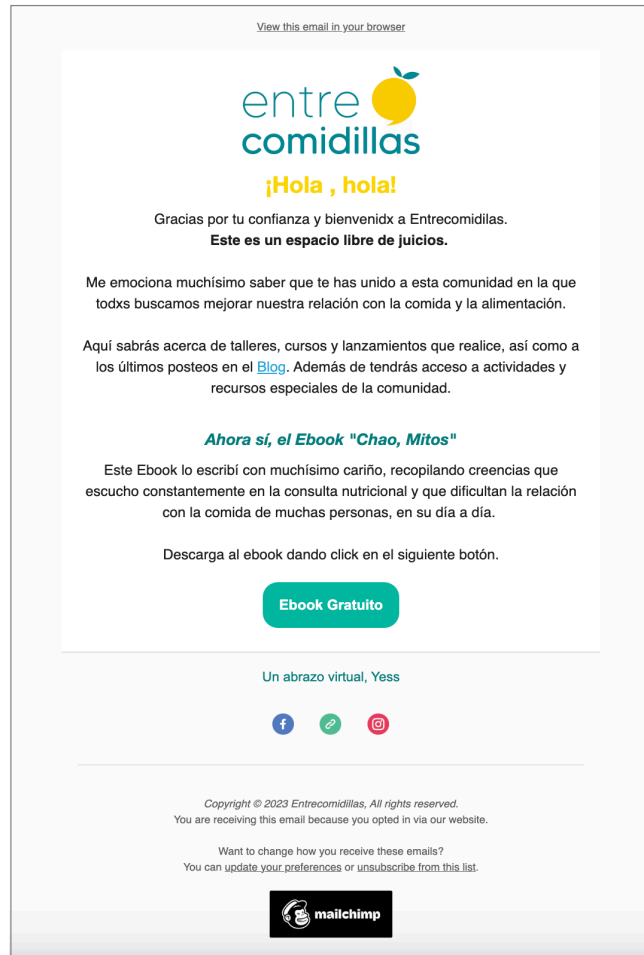 View this email in your browser
entre
comidillas
¡Hola , hola!
Gracias por tu confianza y bienvenidx a Entrecomidilas.
Este es un espacio libre de juicios.
Me emociona muchísimo saber que te has unido a esta comunidad en la que
todxs buscamos mejorar nuestra relación con la comida y la alimentación.
Aquí sabrás acerca de talleres, cursos y lanzamientos que realice, así como a
los últimos posteos en el Blog. Además de tendrás acceso a actividades y
recursos especiales de la comunidad.
Ahora sí, el Ebook "Chao, Mitos"
Este Ebook lo escribí con muchísimo cariño, recopilando creencias que
escucho constantemente en la consulta nutricional y que dificultan la relación
con la comida de muchas personas, en su día a día.
Descarga al ebook dando click en el siguiente botón.
Ebook Gratuito
Un abrazo virtual, Yess
Copyright © 2023 Entrecomidillas, All rights reserved.
You are receiving this email because you opted in via our website.
Want to change how you receive these emails?
You can update your preferences or unsubscribe from this list.
mailchimp